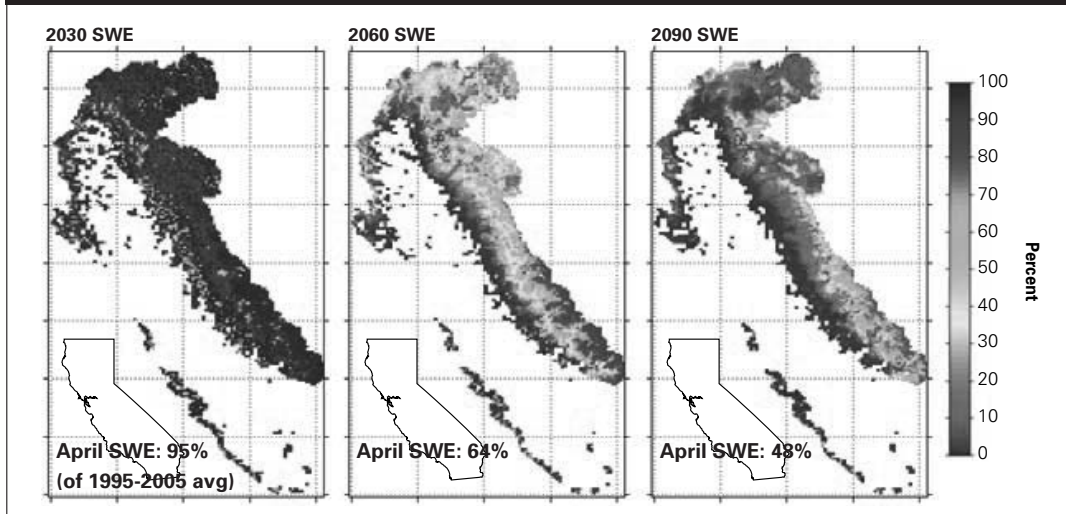 2030 SWE
2060 SWE
2090 SWE
April SWE: 95%
(of 1995-2005 avg)
April SWE: 64%
April SWE: 48%
100
90
80
70
60
50
40
30
20
10
0
Percent